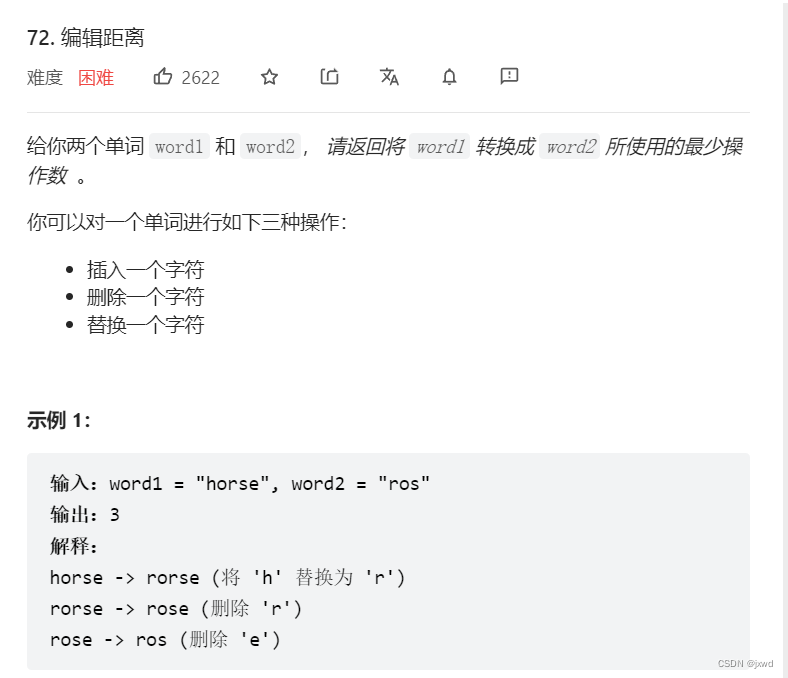 72. 编辑距离
难度 困难 2622
给你两个单词 word1 和 word2, 请返回将 word1 转换成 word2 所使用的最少操
作数 。
你可以对一个单词进行如下三种操作:
插入一个字符
删除一个字符
替换一个字符
示例 1:
输入: word1 = "horse", word2 = "ros"
输出: 3
解释:
horse -> rorse (将 'h' 替换为 'r')
rorse -> rose (删除 'r')
rose -> ros (删除 'e')
CSDN @jxwd